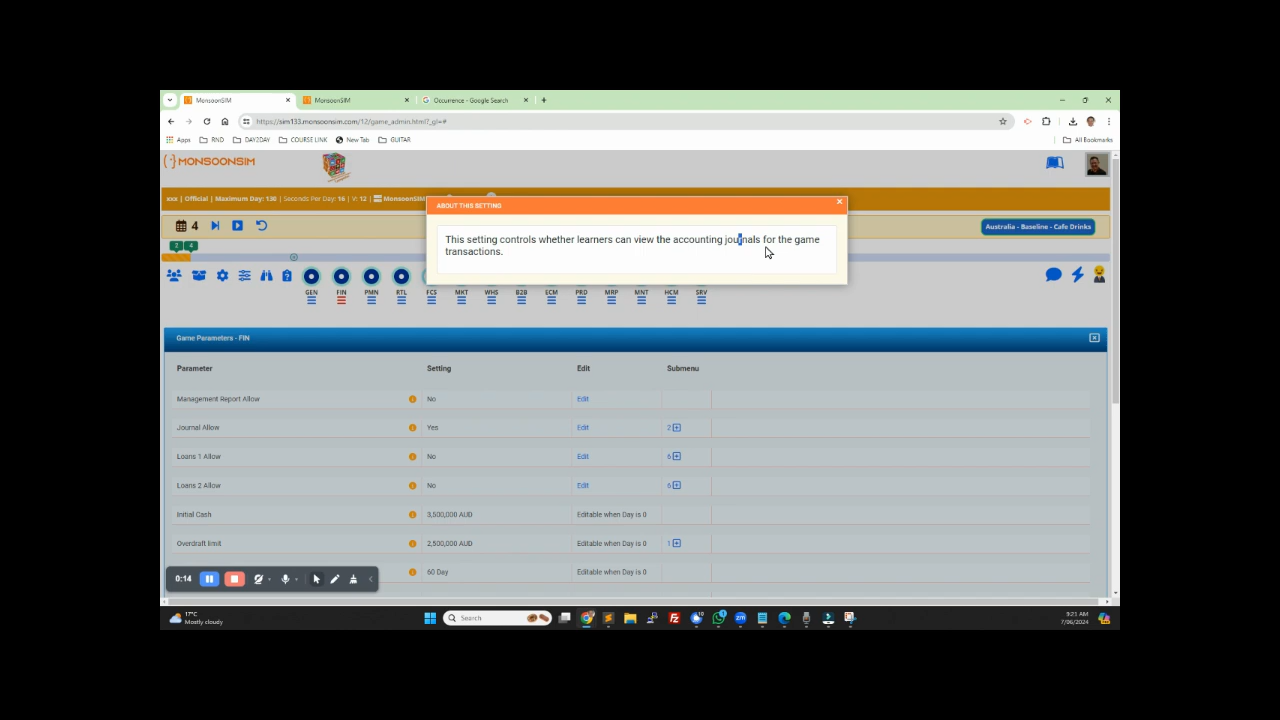 MonsoonSIM
MonsoonSIM
Occurrence - Google Search
https://sim133.monsoonsim.com/12/game_admin.html?_gl=#
Apps RND DAY2DAY COURSE LINK New Tab GUITAR All Bookmarks
MONSOONSIM
xxx | Official | Maximum Day: 130 | Seconds Per Day: 16 | V: 12 | MonsoonSIM
ABOUT THIS SETTING
This setting controls whether learners can view the accounting journals for the game
transactions.
4
Australia - Baseline - Cafe Drinks
2 4
GEN FIN PMN RTL FCS MKT WHS B2B ECM PRD MRP MNT HCM SRV
Game Parameters - FIN
Parameter Setting Edit Submenu
Management Report Allow No Edit
Journal Allow Yes Edit 2
Loans 1 Allow No Edit 6
Loans 2 Allow No Edit 6
Initial Cash 3,500,000 AUD Editable when Day is 0
Overdraft limit 2,500,000 AUD Editable when Day is 0 1
60 Day Editable when Day is 0
0:14
17°C
Mostly cloudy
Search
9:21 AM
7/06/2024